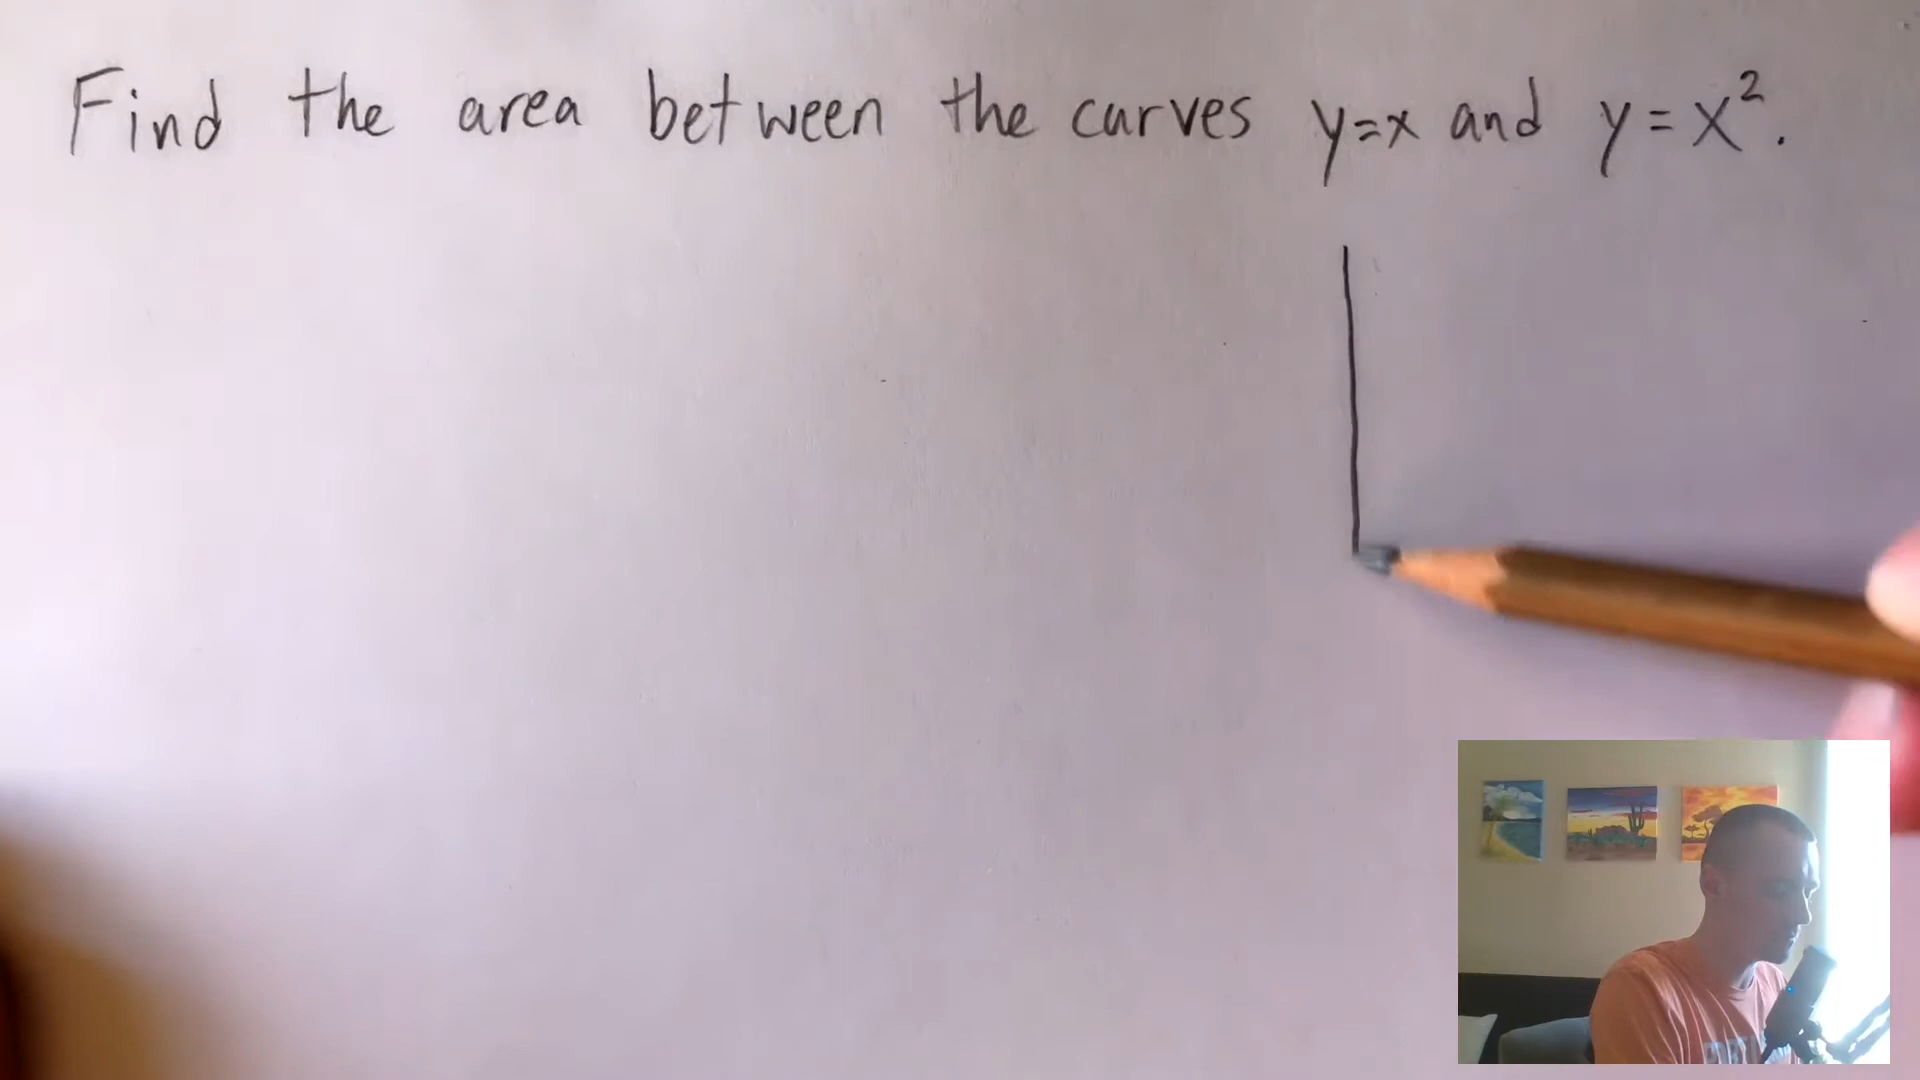 Find the area between the curves y=x and y=x².